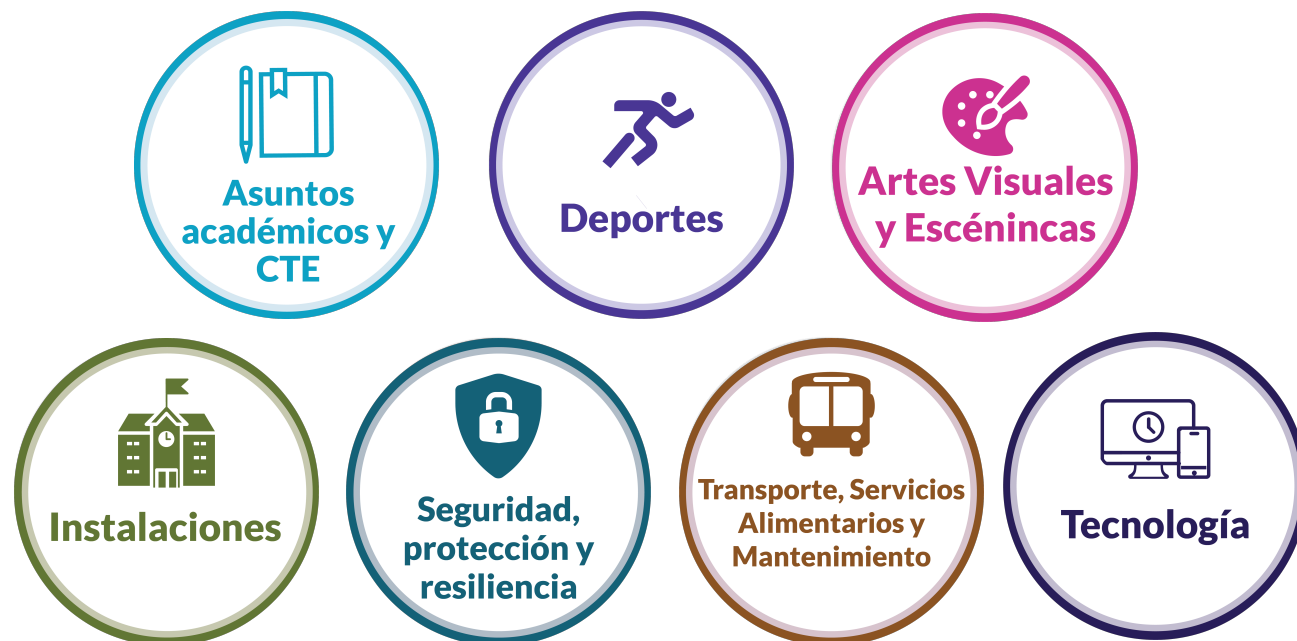 Asuntos
académicos y
CTE
Deportes
Artes Visuales
y Escénincas
Instalaciones
Seguridad,
protección y
resiliencia
Transporte, Servicios
Alimentarios y
Mantenimiento
Tecnología